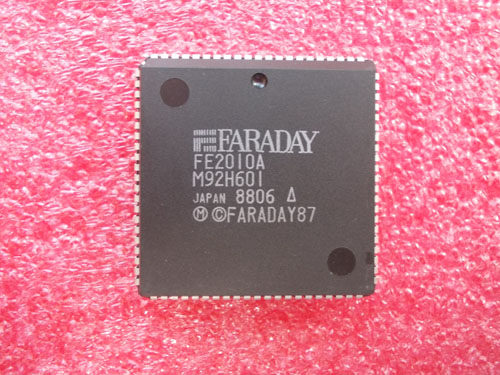 FARADAY
FE2010A
M92H601
JAPAN 8806 Δ
Ⓜ ©FARADAY87